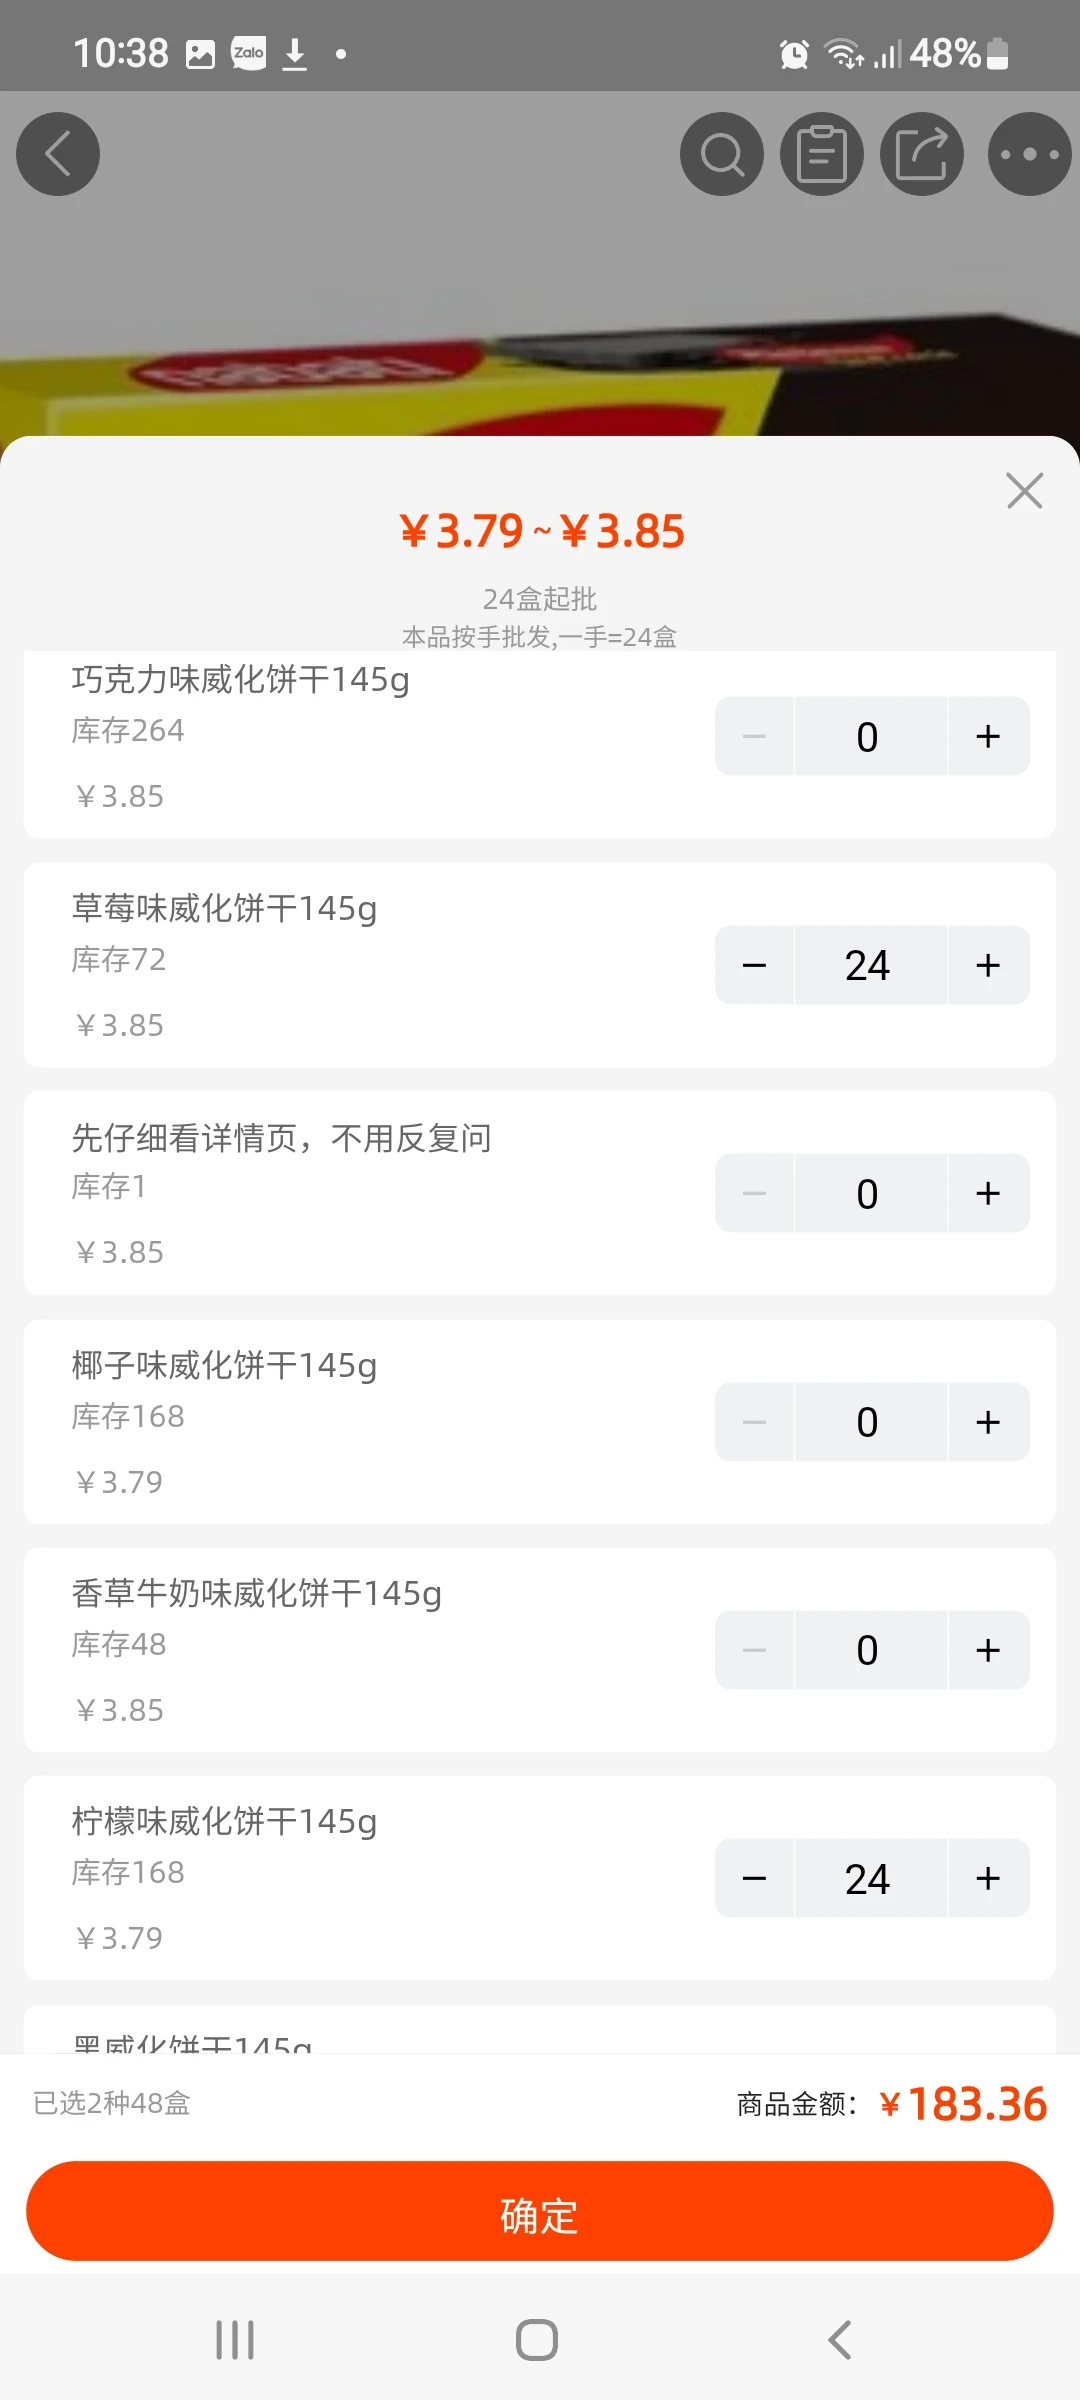 10:38 Zalo 48%
￥3.79~￥3.85
24盒起批
本品按手批发,一手=24盒
巧克力味威化饼干145g
库存264
0
￥3.85
草莓味威化饼干145g
库存72
24
￥3.85
先仔细看详情页，不用反复问
库存1
0
￥3.85
椰子味威化饼干145g
库存168
0
￥3.79
香草牛奶味威化饼干145g
库存48
0
￥3.85
柠檬味威化饼干145g
库存168
24
￥3.79
黑威化饼干145g
已选2种48盒 商品金额：￥183.36
确定